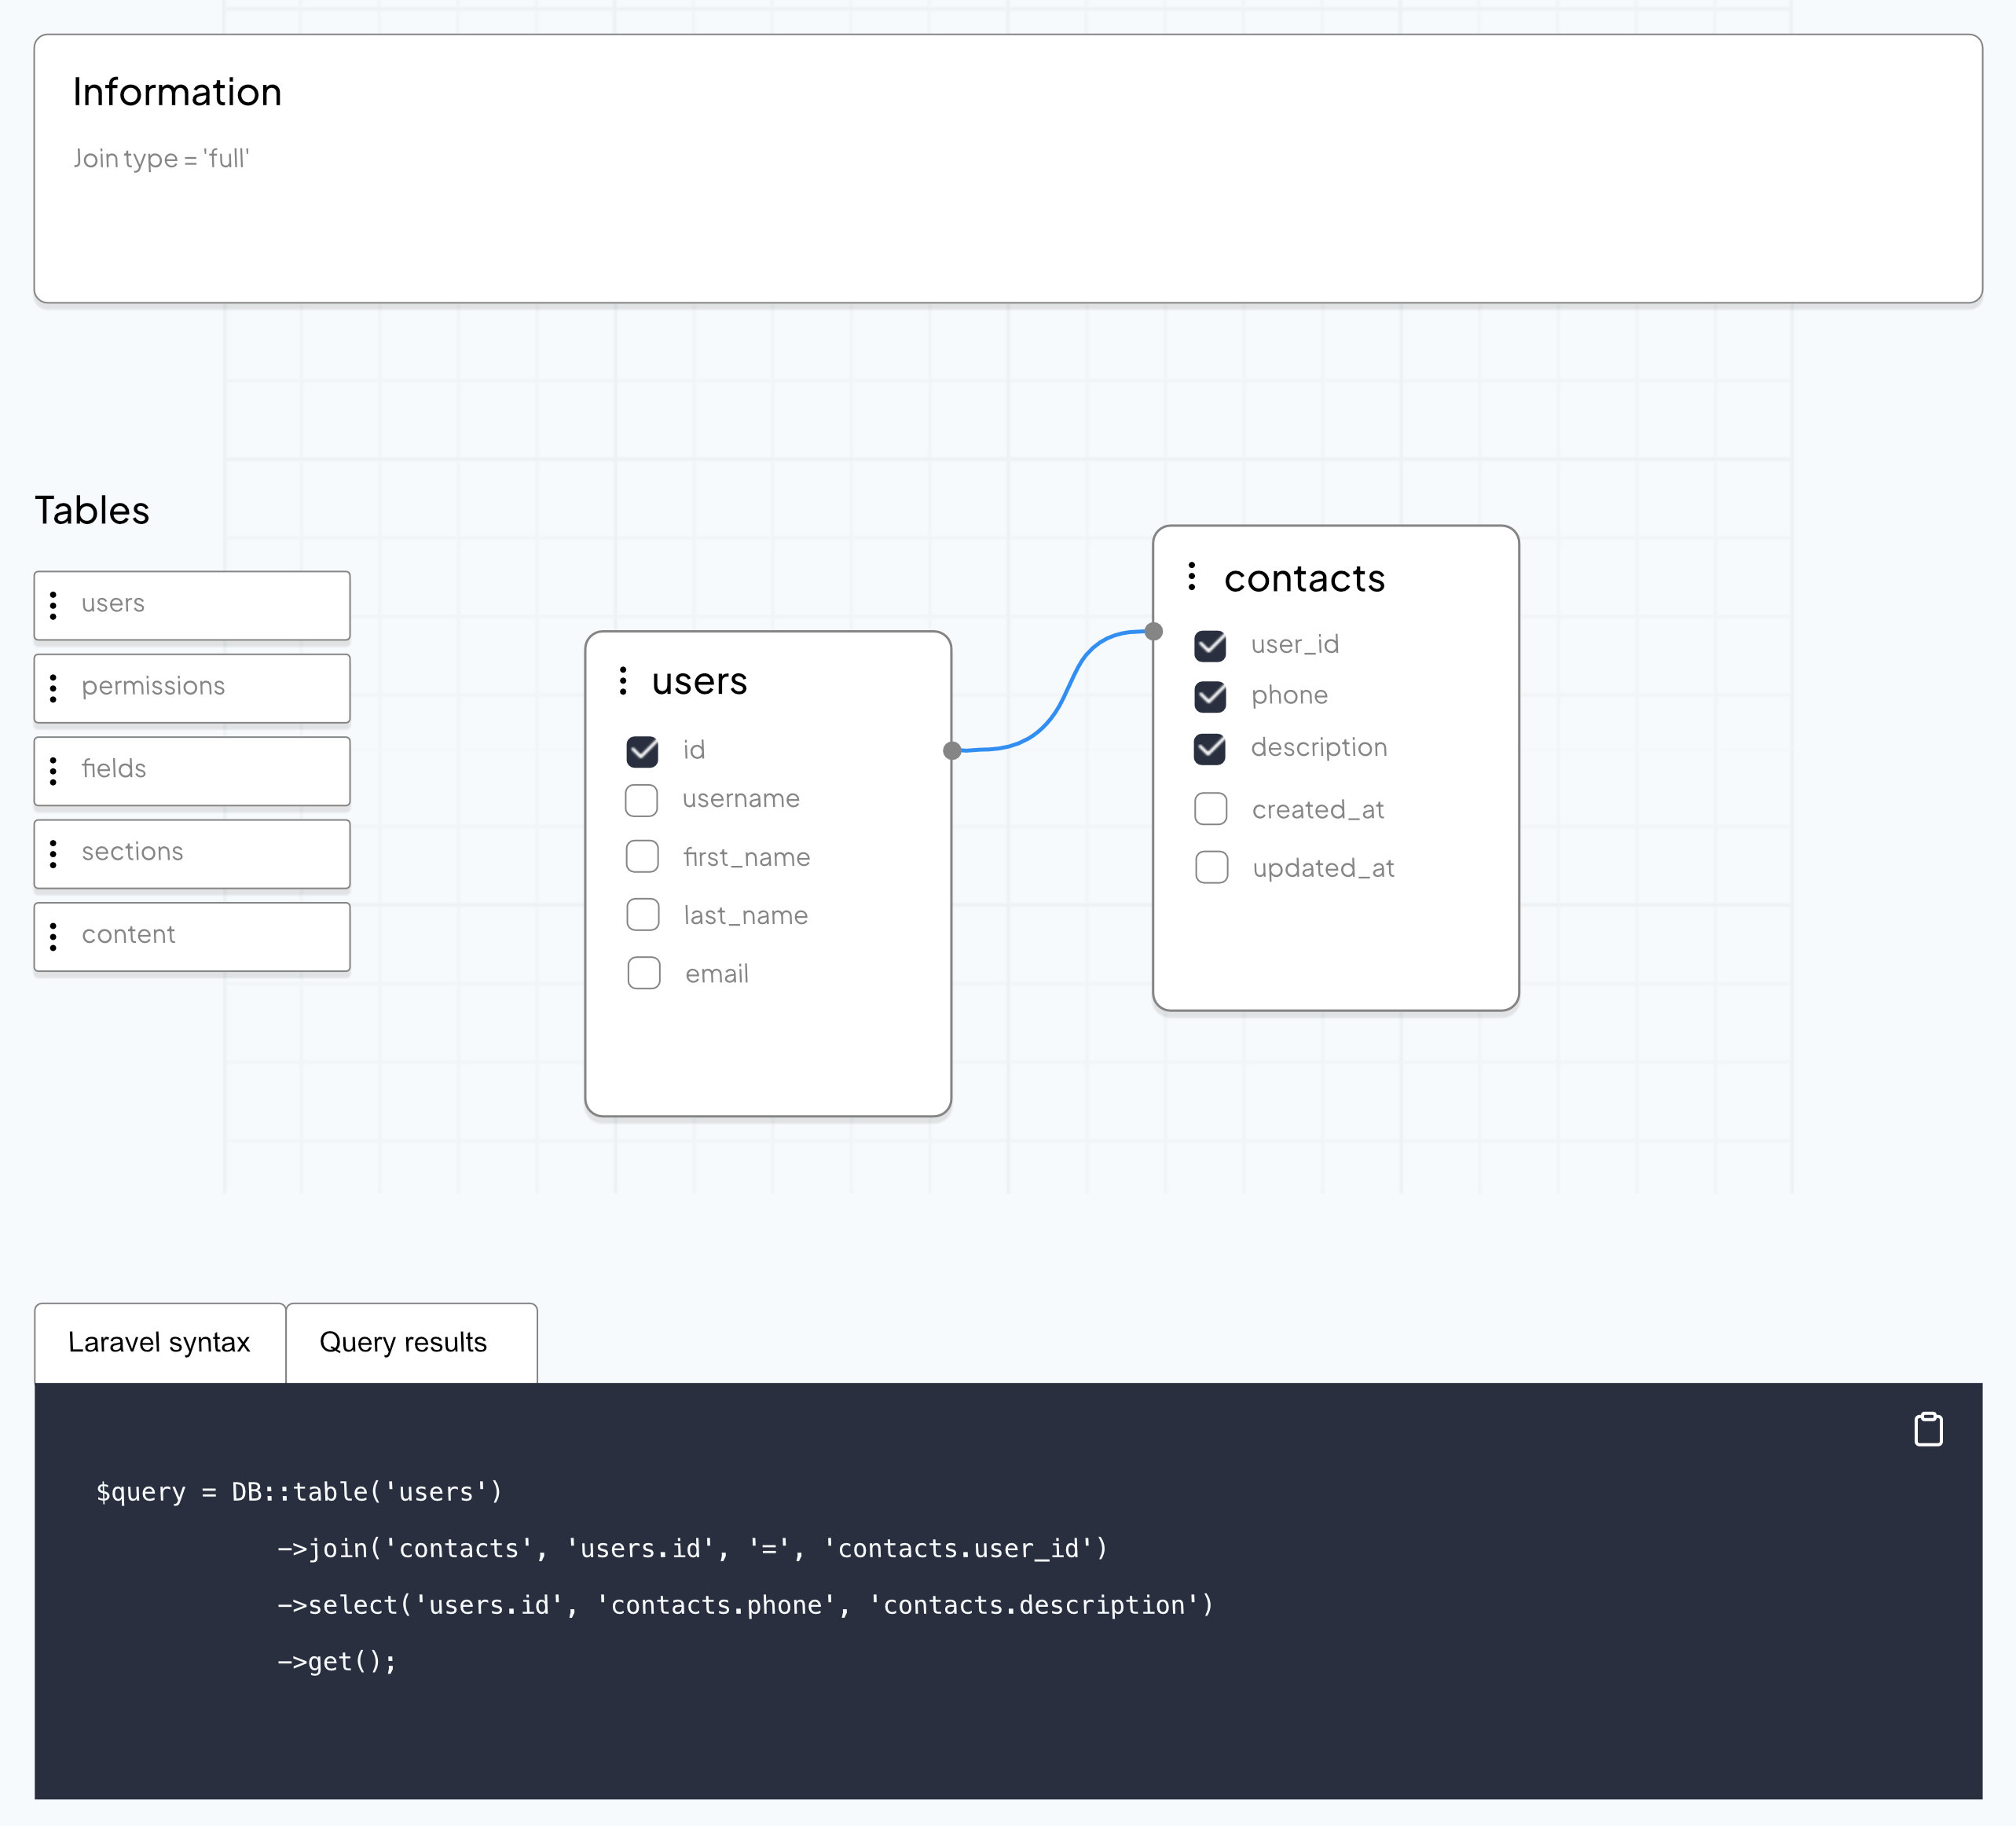 Information
Join type = 'full'
Tables
users
permissions
fields
sections
content
users
id
username
first_name
last_name
email
contacts
user_id
phone
description
created_at
updated_at
Laravel syntax
Query results
$query = DB::table('users')
->join('contacts', 'users.id', '=', 'contacts.user_id')
->select('users.id', 'contacts.phone', 'contacts.description')
->get();